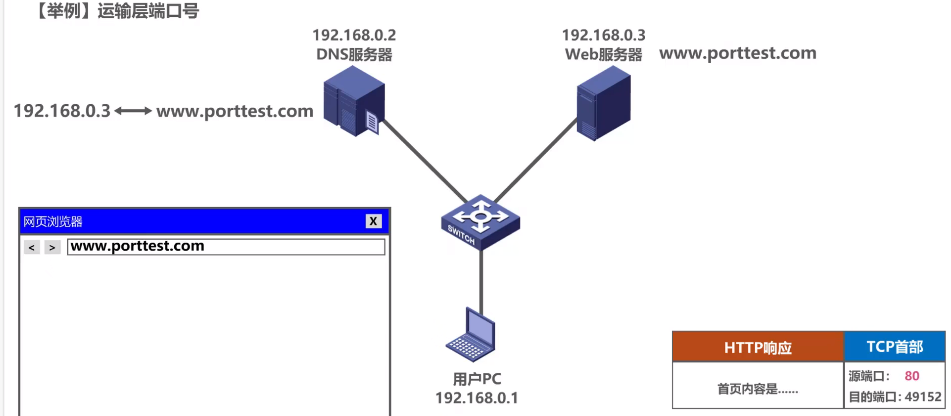 【举例】运输层端口号
192.168.0.2
DNS服务器
192.168.0.3
Web服务器
www.porttest.com
192.168.0.3
www.porttest.com
SWITCH
网页浏览器
X
< >
www.porttest.com
用户PC
192.168.0.1
HTTP响应
TCP首部
首页内容是......
源端口： 80
目的端口：49152